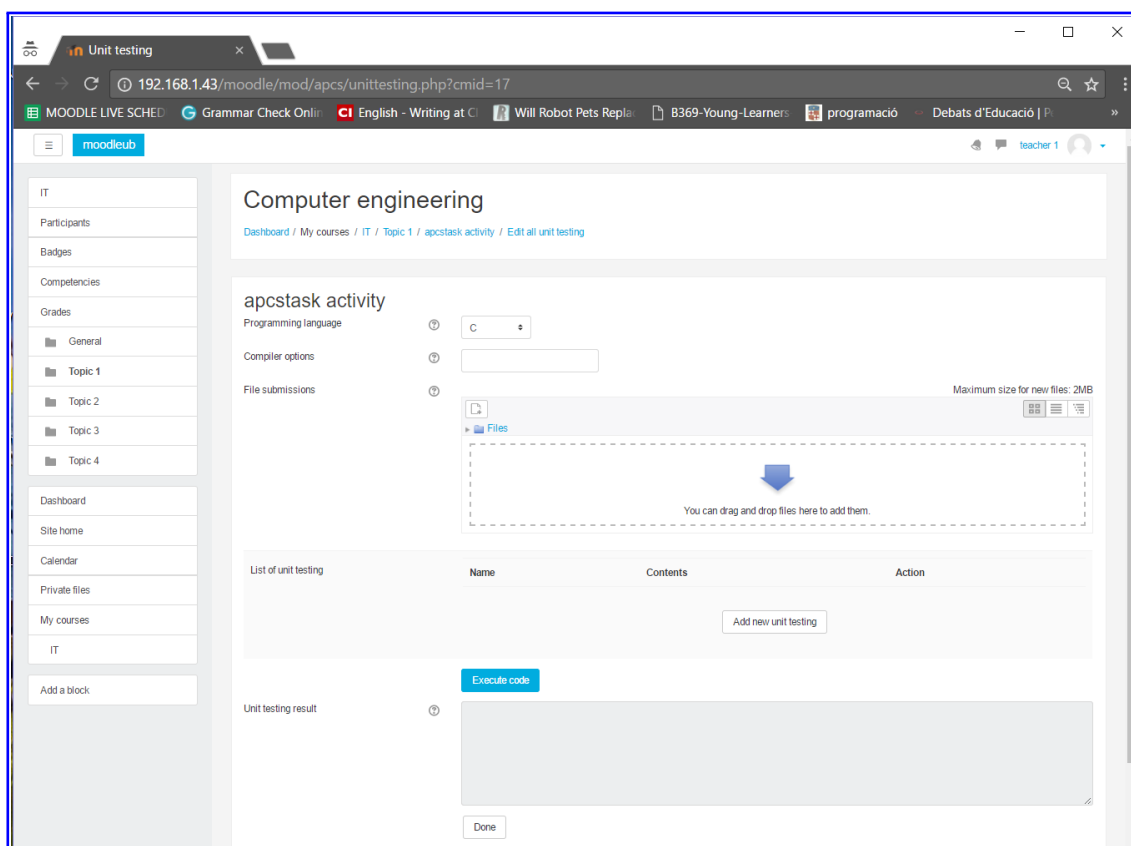 Unit testing
192.168.1.43/moodle/mod/apcs/unittesting.php?cmid=17
MOODLE LIVE SCHED Grammar Check Onlin CI English - Writing at C Will Robot Pets Repla B369-Young-Learners programació Debats d'Educació | P »
moodleub teacher 1
IT
Participants
Badges
Competencies
Grades
General
Topic 1
Topic 2
Topic 3
Topic 4
Dashboard
Site home
Calendar
Private files
My courses
IT
Add a block
Computer engineering
Dashboard / My courses / IT / Topic 1 / apcstask activity / Edit all unit testing
apcstask activity
Programming language C
Compiler options
File submissions Maximum size for new files: 2MB
Files
You can drag and drop files here to add them.
List of unit testing Name Contents Action
Add new unit testing
Execute code
Unit testing result
Done